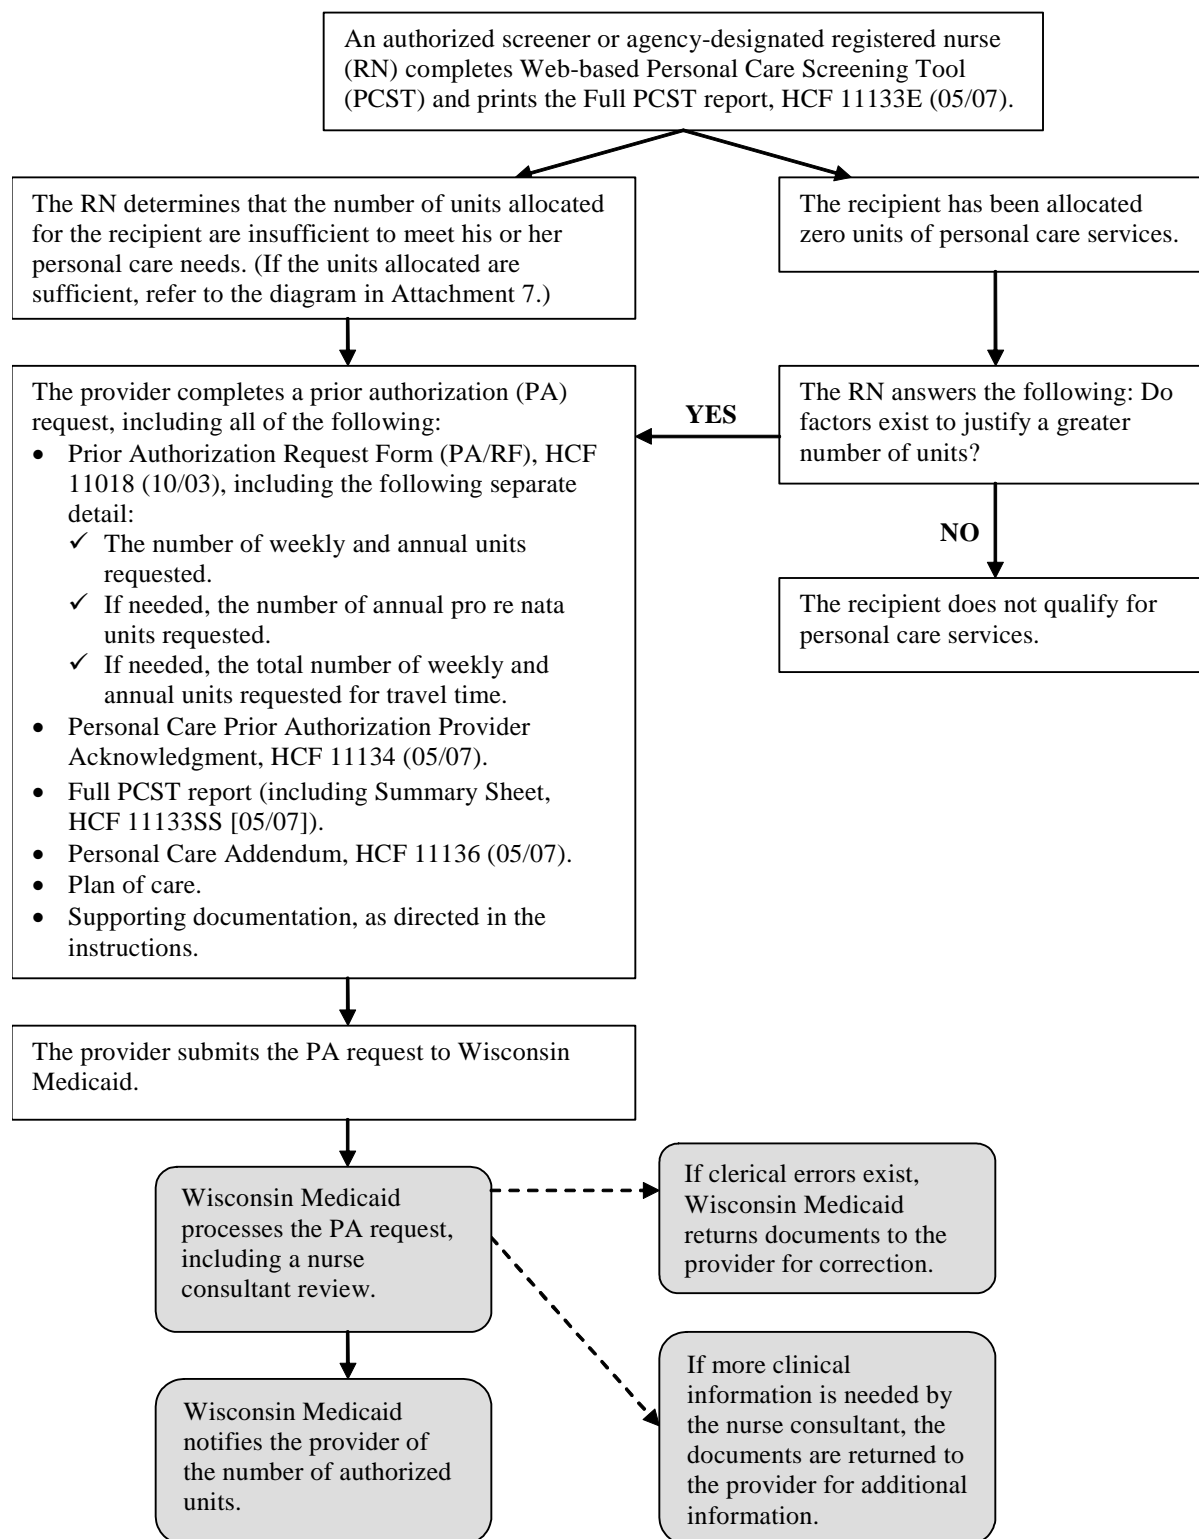 An authorized screener or agency-designated registered nurse
(RN) completes Web-based Personal Care Screening Tool
(PCST) and prints the Full PCST report, HCF 11133E (05/07).
The RN determines that the number of units allocated
for the recipient are insufficient to meet his or her
personal care needs. (If the units allocated are
sufficient, refer to the diagram in Attachment 7.)
The recipient has been allocated
zero units of personal care services.
The provider completes a prior authorization (PA)
request, including all of the following:
• Prior Authorization Request Form (PA/RF), HCF
11018 (10/03), including the following separate
detail:
✓ The number of weekly and annual units
requested.
✓ If needed, the number of annual pro re nata
units requested.
✓ If needed, the total number of weekly and
annual units requested for travel time.
• Personal Care Prior Authorization Provider
Acknowledgment, HCF 11134 (05/07).
• Full PCST report (including Summary Sheet,
HCF 11133SS [05/07]).
• Personal Care Addendum, HCF 11136 (05/07).
• Plan of care.
• Supporting documentation, as directed in the
instructions.
YES
The RN answers the following: Do
factors exist to justify a greater
number of units?
NO
The recipient does not qualify for
personal care services.
The provider submits the PA request to Wisconsin
Medicaid.
Wisconsin Medicaid
processes the PA request,
including a nurse
consultant review.
If clerical errors exist,
Wisconsin Medicaid
returns documents to the
provider for correction.
Wisconsin Medicaid
notifies the provider of
the number of authorized
units.
If more clinical
information is needed by
the nurse consultant, the
documents are returned to
the provider for additional
information.